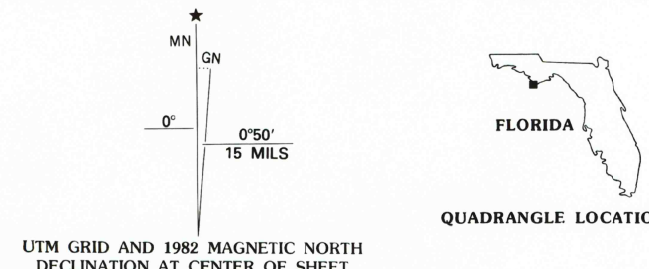 ★
MN
GN
0°
0°50′
15 MILS
UTM GRID AND 1982 MAGNETIC NORTH
DECLINATION AT CENTER OF SHEET
FLORIDA
QUADRANGLE LOCATIO